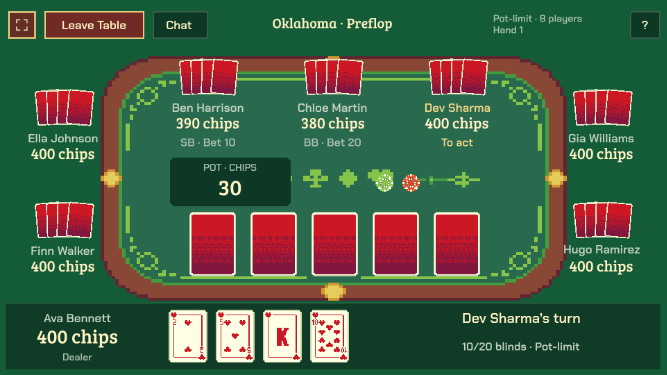 Leave Table
Chat
Oklahoma · Preflop
Pot-limit · 8 players
Hand 1
?
Ben Harrison
390 chips
SB · Bet 10
Chloe Martin
380 chips
BB · Bet 20
Dev Sharma
400 chips
To act
Ella Johnson
400 chips
Gia Williams
400 chips
POT · CHIPS
30
Finn Walker
400 chips
Hugo Ramirez
400 chips
Ava Bennett
400 chips
Dealer
K
10
Dev Sharma's turn
10/20 blinds · Pot-limit